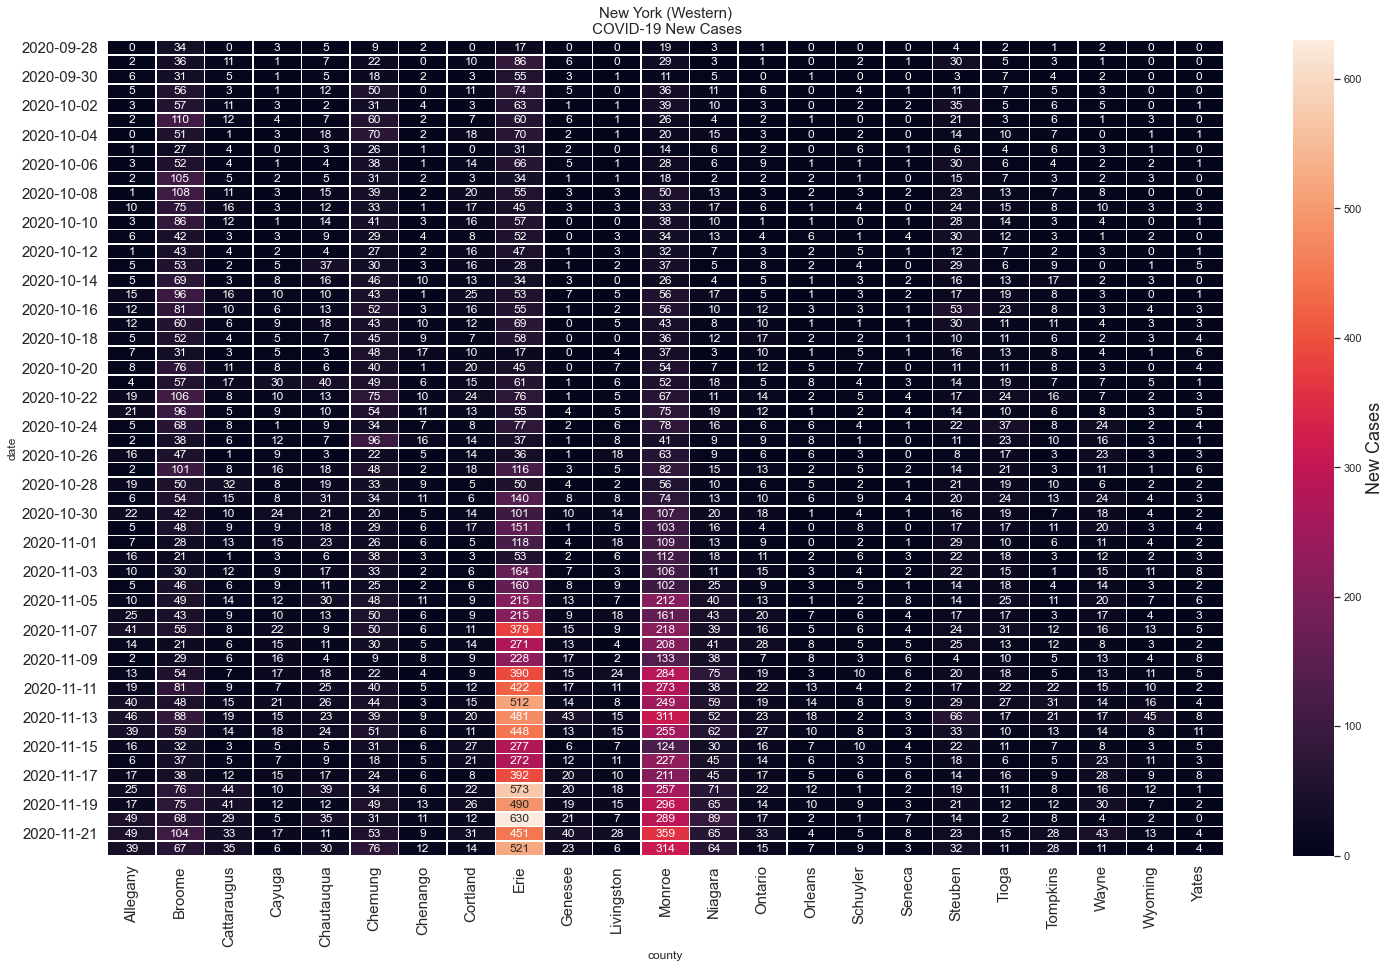 New York (Western)
COVID-19 New Cases
2020-09-28 0 34 0 3 5 9 2 0 17 0 0 19 3 1 0 0 0 4 2 1 2 0 0
2 36 11 1 7 22 0 10 86 6 0 29 3 1 0 2 1 30 5 3 1 0 0
2020-09-30 6 31 5 1 5 18 2 3 55 3 1 11 5 0 1 0 0 3 7 4 2 0 0
5 56 3 1 12 50 0 11 74 5 0 36 11 6 0 4 1 11 7 5 3 0 0
2020-10-02 3 57 11 3 2 31 4 3 63 1 1 39 10 3 0 2 2 35 5 6 5 0 1
2 110 12 4 7 60 2 7 60 6 1 26 4 2 1 0 0 21 3 6 1 3 0
2020-10-04 0 51 1 3 18 70 2 18 70 2 1 20 15 3 0 2 0 14 10 7 0 1 1
1 27 4 0 3 26 1 0 31 2 0 14 6 2 0 6 1 6 4 6 3 1 0
2020-10-06 3 52 4 1 4 38 1 14 66 5 1 28 6 9 1 1 1 30 6 4 2 2 1
2 105 5 2 5 31 2 3 34 1 1 18 2 2 2 1 0 15 7 3 2 3 0
2020-10-08 1 108 11 3 15 39 2 20 55 3 3 50 13 3 2 3 2 23 13 7 8 0 0
10 75 16 3 12 33 1 17 45 3 3 33 17 6 1 4 0 24 15 8 10 3 3
2020-10-10 3 86 12 1 14 41 3 16 57 0 0 38 10 1 1 0 1 28 14 3 4 0 1
6 42 3 3 9 29 4 8 52 0 3 34 13 4 6 1 4 30 12 3 1 2 0
2020-10-12 1 43 4 2 4 27 2 16 47 1 3 32 7 3 2 5 1 12 7 2 3 0 1
5 53 2 5 37 30 3 16 28 1 2 37 5 8 2 4 0 29 6 9 0 1 5
2020-10-14 5 69 3 8 16 46 10 13 34 3 0 26 4 5 1 3 2 16 13 17 2 3 0
15 96 16 10 10 43 1 25 53 7 5 56 17 5 1 3 2 17 19 8 3 0 1
2020-10-16 12 81 10 6 13 52 3 16 55 1 2 56 10 12 3 3 1 53 23 8 3 4 3
12 60 6 9 18 43 10 12 69 0 5 43 8 10 1 1 1 30 11 11 4 3 3
2020-10-18 5 52 4 5 7 45 9 7 58 0 0 36 12 17 2 2 1 10 11 6 2 3 4
7 31 3 5 3 48 17 10 17 0 4 37 3 10 1 5 1 16 13 8 4 1 6
2020-10-20 8 76 11 8 6 40 1 20 45 0 7 54 7 12 5 7 0 11 11 8 3 0 4
4 57 17 30 40 49 6 15 61 1 6 52 18 5 8 4 3 14 19 7 7 5 1
2020-10-22 19 106 8 10 13 75 10 24 76 1 5 67 11 14 2 5 4 17 24 16 7 2 3
21 96 5 9 10 54 11 13 55 4 5 75 19 12 1 2 4 14 10 6 8 3 5
2020-10-24 5 68 8 1 9 34 7 8 77 2 6 78 16 6 6 4 1 22 37 8 24 2 4
2 38 6 12 7 96 16 14 37 1 8 41 9 9 8 1 0 11 23 10 16 3 1
2020-10-26 16 47 1 9 3 22 5 14 36 1 18 63 9 6 6 3 0 8 17 3 23 3 3
2 101 8 16 18 48 2 18 116 3 5 82 15 13 2 5 2 14 21 3 11 1 6
2020-10-28 19 50 32 8 19 33 9 5 50 4 2 56 10 6 5 2 1 21 19 10 6 2 2
6 54 15 8 31 34 11 6 140 8 8 74 13 10 6 9 4 20 24 13 24 4 3
2020-10-30 22 42 10 24 21 20 5 14 101 10 14 107 20 18 1 4 1 16 19 7 18 4 2
5 48 9 9 18 29 6 17 151 1 5 103 16 4 0 8 0 17 17 11 20 3 4
2020-11-01 7 28 13 15 23 26 6 5 118 4 18 109 13 9 0 2 1 29 10 6 11 4 2
16 21 1 3 6 38 3 3 53 2 6 112 18 11 2 6 3 22 18 3 12 2 3
2020-11-03 10 30 12 9 17 33 2 6 164 7 3 106 11 15 3 4 2 22 15 1 15 11 8
5 46 6 9 11 25 2 6 160 8 9 102 25 9 3 5 1 14 18 4 14 3 2
2020-11-05 10 49 14 12 30 48 11 9 215 13 7 212 40 13 1 2 8 14 25 11 20 7 6
25 43 9 10 13 50 6 9 215 9 18 161 43 20 7 6 4 17 17 3 17 4 3
2020-11-07 41 55 8 22 9 50 6 11 379 15 9 218 39 16 5 6 4 24 31 12 16 13 5
14 21 6 15 11 30 5 14 271 13 4 208 41 28 8 5 5 25 13 12 8 3 2
2020-11-09 2 29 6 16 4 9 8 9 228 17 2 133 38 7 8 3 6 4 10 5 13 4 8
13 54 7 17 18 22 4 9 390 15 24 284 75 19 3 10 6 20 18 5 13 11 5
2020-11-11 19 81 9 7 25 40 5 12 422 17 11 273 38 22 13 4 2 17 22 22 15 10 2
40 48 15 21 26 44 3 15 512 14 8 249 59 19 14 8 9 29 27 31 14 16 4
2020-11-13 46 88 19 15 23 39 9 20 481 43 15 311 52 23 18 2 3 66 17 21 17 45 8
39 59 14 18 24 51 6 11 448 13 15 255 62 27 10 8 3 33 10 13 14 8 11
2020-11-15 16 32 3 5 5 31 6 27 277 6 7 124 30 16 7 10 4 22 11 7 8 3 5
6 37 5 7 9 18 5 21 272 12 11 227 45 14 6 3 5 18 6 5 23 11 3
2020-11-17 17 38 12 15 17 24 6 8 392 20 10 211 45 17 5 6 6 14 16 9 28 9 8
25 76 44 10 39 34 6 22 573 20 18 257 71 22 12 1 2 19 11 8 16 12 1
2020-11-19 17 75 41 12 12 49 13 26 490 19 15 296 65 14 10 9 3 21 12 12 30 7 2
49 68 29 5 35 31 11 12 630 21 7 289 89 17 2 1 7 14 2 8 4 2 0
2020-11-21 49 104 33 17 11 53 9 31 451 40 28 359 65 33 4 5 8 23 15 28 43 13 4
39 67 35 6 30 76 12 14 521 23 6 314 64 15 7 9 3 32 11 28 11 4 4
date
Allegany Broome Cattaraugus Cayuga Chautauqua Chemung Chenango Cortland Erie Genesee Livingston Monroe Niagara Ontario Orleans Schuyler Seneca Steuben Tioga Tompkins Wayne Wyoming Yates
county
600
500
400
300
200
100
0
New Cases